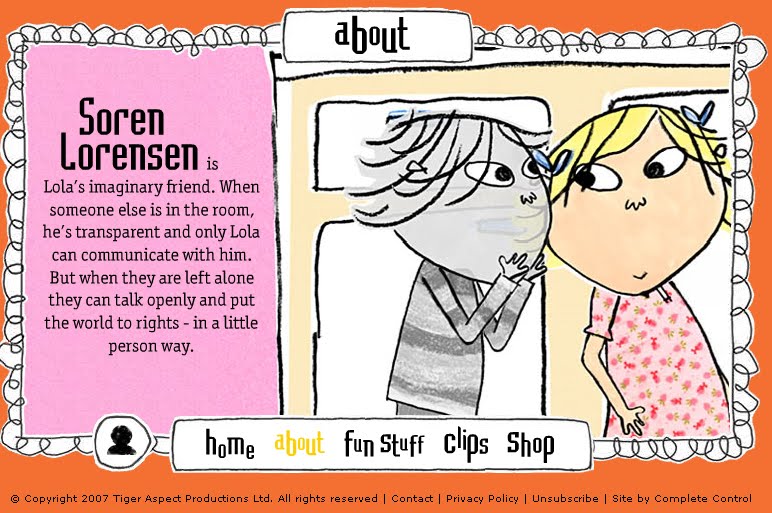 about
Soren
Lorensen is
Lola's imaginary friend. When
someone else is in the room,
he's transparent and only Lola
can communicate with him.
But when they are left alone
they can talk openly and put
the world to rights - in a little
person way.
home about fun stuff clips shop
© Copyright 2007 Tiger Aspect Productions Ltd. All rights reserved | Contact | Privacy Policy | Unsubscribe | Site by Complete Control